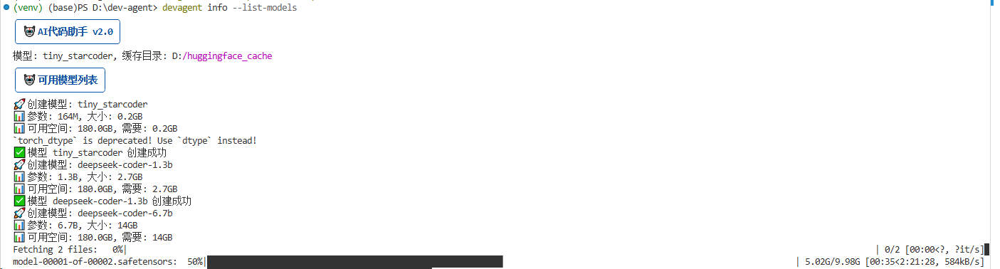 (venv) (base)PS D:\dev-agent> devagent info --list-models
AI代码助手 v2.0
模型: tiny_starcoder, 缓存目录: D:/huggingface_cache
可用模型列表
创建模型: tiny_starcoder
参数: 164M, 大小: 0.2GB
可用空间: 180.0GB, 需要: 0.2GB
`torch_dtype` is deprecated! Use `dtype` instead!
模型 tiny_starcoder 创建成功
创建模型: deepseek-coder-1.3b
参数: 1.3B, 大小: 2.7GB
可用空间: 180.0GB, 需要: 2.7GB
模型 deepseek-coder-1.3b 创建成功
创建模型: deepseek-coder-6.7b
参数: 6.7B, 大小: 14GB
可用空间: 180.0GB, 需要: 14GB
Fetching 2 files:   0%| | 0/2 [00:00<?, ?it/s]
model-00001-of-00002.safetensors:  50%| | 5.02G/9.98G [00:35<2:21:28, 584kB/s]